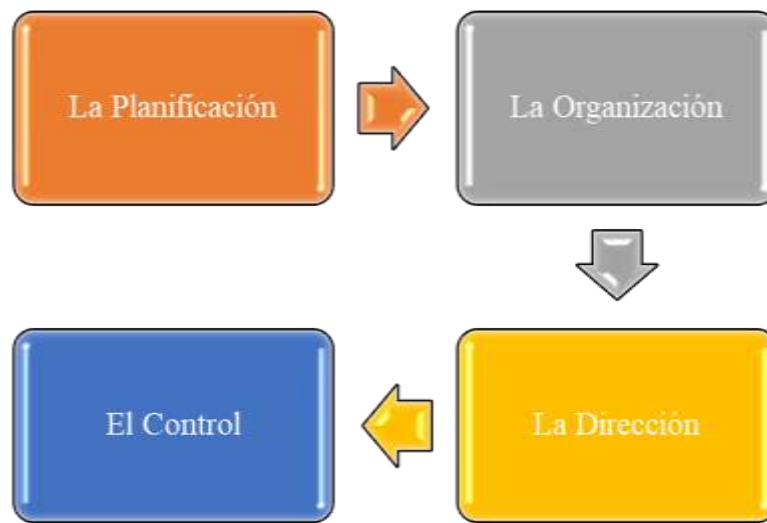 La Planificación
La Organización
La Dirección
El Control